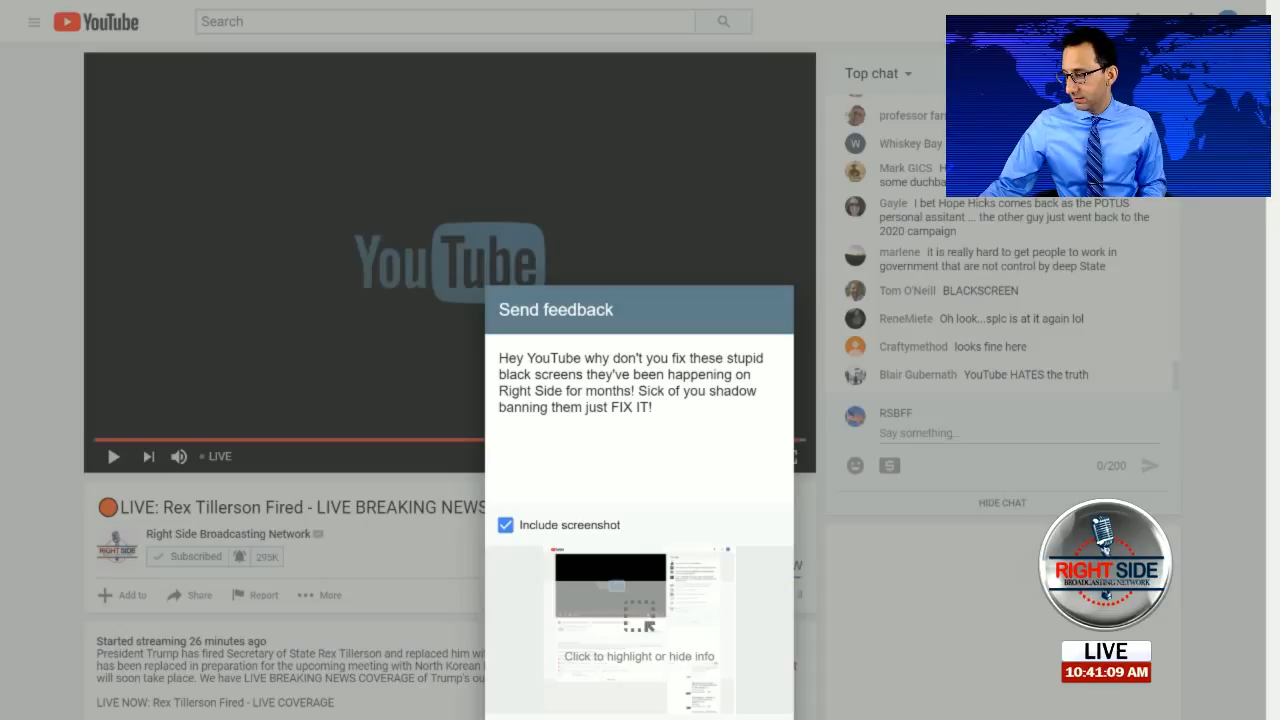 YouTube
Search
Top chat
professor
Whiskey Bay
Mark GICS
some
Gayle I bet Hope Hicks comes back as the POTUS
personal assitant ... the other guy just went back to the
2020 campaign
marlene it is really hard to get people to work in
government that are not control by deep State
Tom O'Neill BLACKSCREEN
ReneMiete Oh look...splc is at it again lol
Craftymethod looks fine here
Blair Gubernath YouTube HATES the truth
RSBFF
Say something...
0/200
HIDE CHAT
YouTube
Send feedback
Hey YouTube why don't you fix these stupid
black screens they've been happening on
Right Side for months! Sick of you shadow
banning them just FIX IT!
Include screenshot
Click to highlight or hide info
LIVE
LIVE: Rex Tillerson Fired - LIVE BREAKING NEWS
Right Side Broadcasting Network
Subscribed 295K
Add to Share Report More
Started streaming 26 minutes ago
President Trump has fired Secretary of State Rex Tillerson and replaced him
has been replaced in preparation for the upcoming meeting with North Korean
will soon take place. We have LIVE BREAKING NEWS COVERAGE of Trump's
LIVE NOW: Rex Tillerson Fired - LIVE COVERAGE
RIGHT SIDE
BROADCASTING NETWORK
LIVE
10:41:09 AM